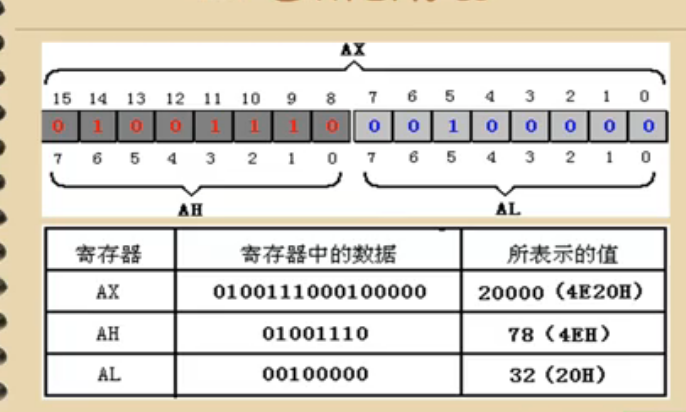 AX
15 14 13 12 11 10 9 8 7 6 5 4 3 2 1 0
0 1 0 0 1 1 1 0 0 0 1 0 0 0 0 0
7 6 5 4 3 2 1 0 7 6 5 4 3 2 1 0
AH AL
寄存器 寄存器中的数据 所表示的值
AX 0100111000100000 20000（4E20H）
AH 01001110 78（4EH）
AL 00100000 32（20H）